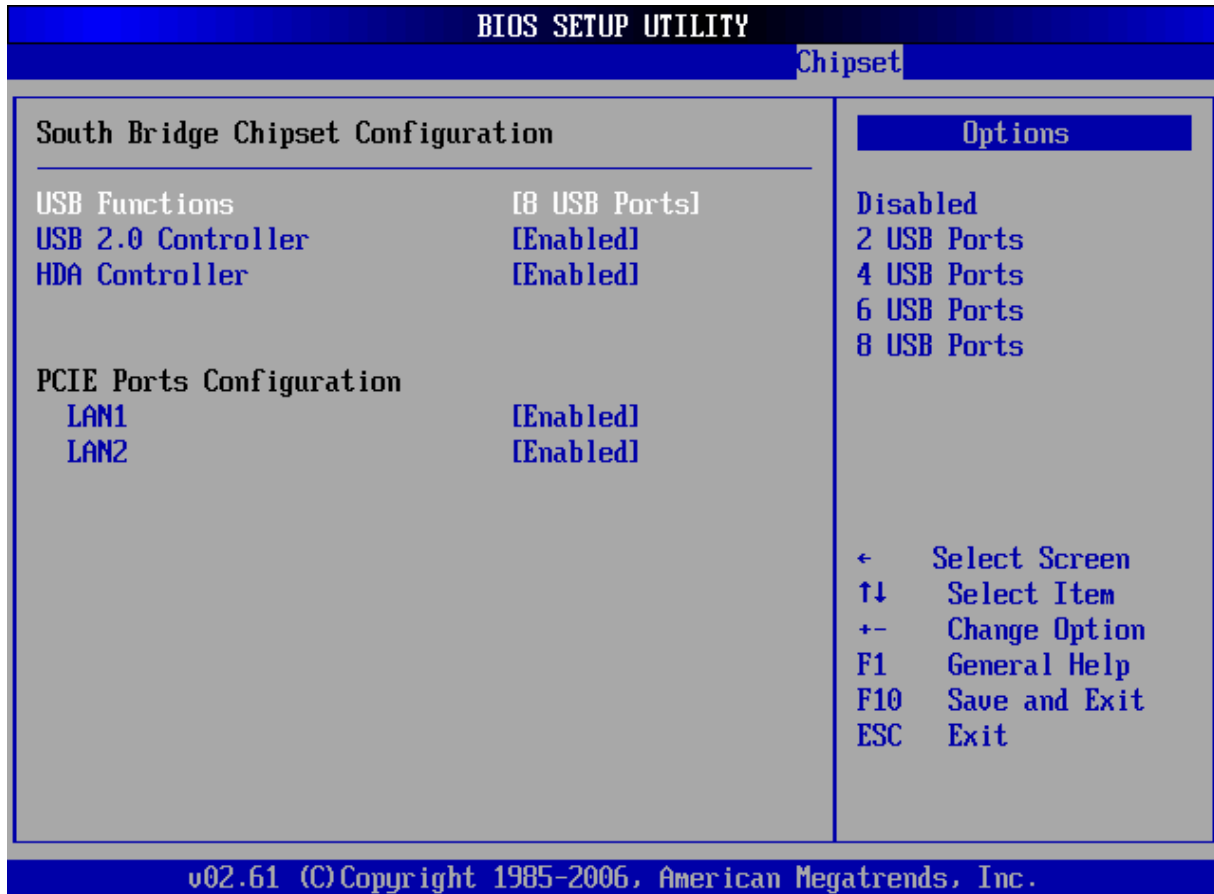 BIOS SETUP UTILITY
Chipset
South Bridge Chipset Configuration
USB Functions [8 USB Ports]
USB 2.0 Controller [Enabled]
HDA Controller [Enabled]
PCIE Ports Configuration
LAN1 [Enabled]
LAN2 [Enabled]
Options
Disabled
2 USB Ports
4 USB Ports
6 USB Ports
8 USB Ports
← Select Screen
↑↓ Select Item
+- Change Option
F1 General Help
F10 Save and Exit
ESC Exit
v02.61 (C)Copyright 1985-2006, American Megatrends, Inc.